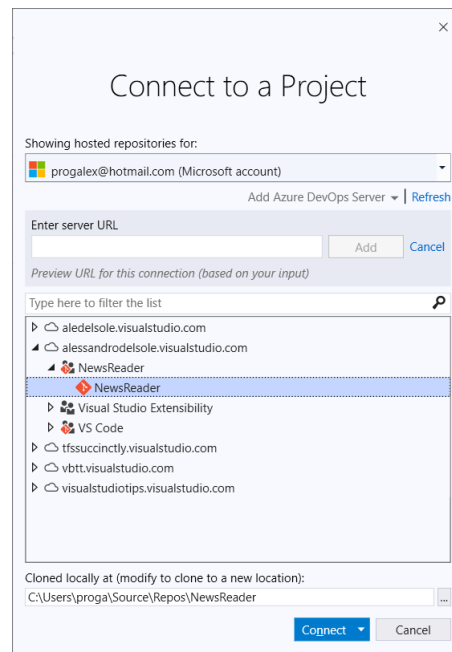 Connect to a Project
Showing hosted repositories for:
progalex@hotmail.com (Microsoft account)
Add Azure DevOps Server | Refresh
Enter server URL
Add Cancel
Preview URL for this connection (based on your input)
Type here to filter the list
aledelsole.visualstudio.com
alessandrodelsole.visualstudio.com
NewsReader
NewsReader
Visual Studio Extensibility
VS Code
tfssuccinctly.visualstudio.com
vbtt.visualstudio.com
visualstudiotips.visualstudio.com
Cloned locally at (modify to clone to a new location):
C:\Users\proga\Source\Repos\NewsReader ...
Connect Cancel